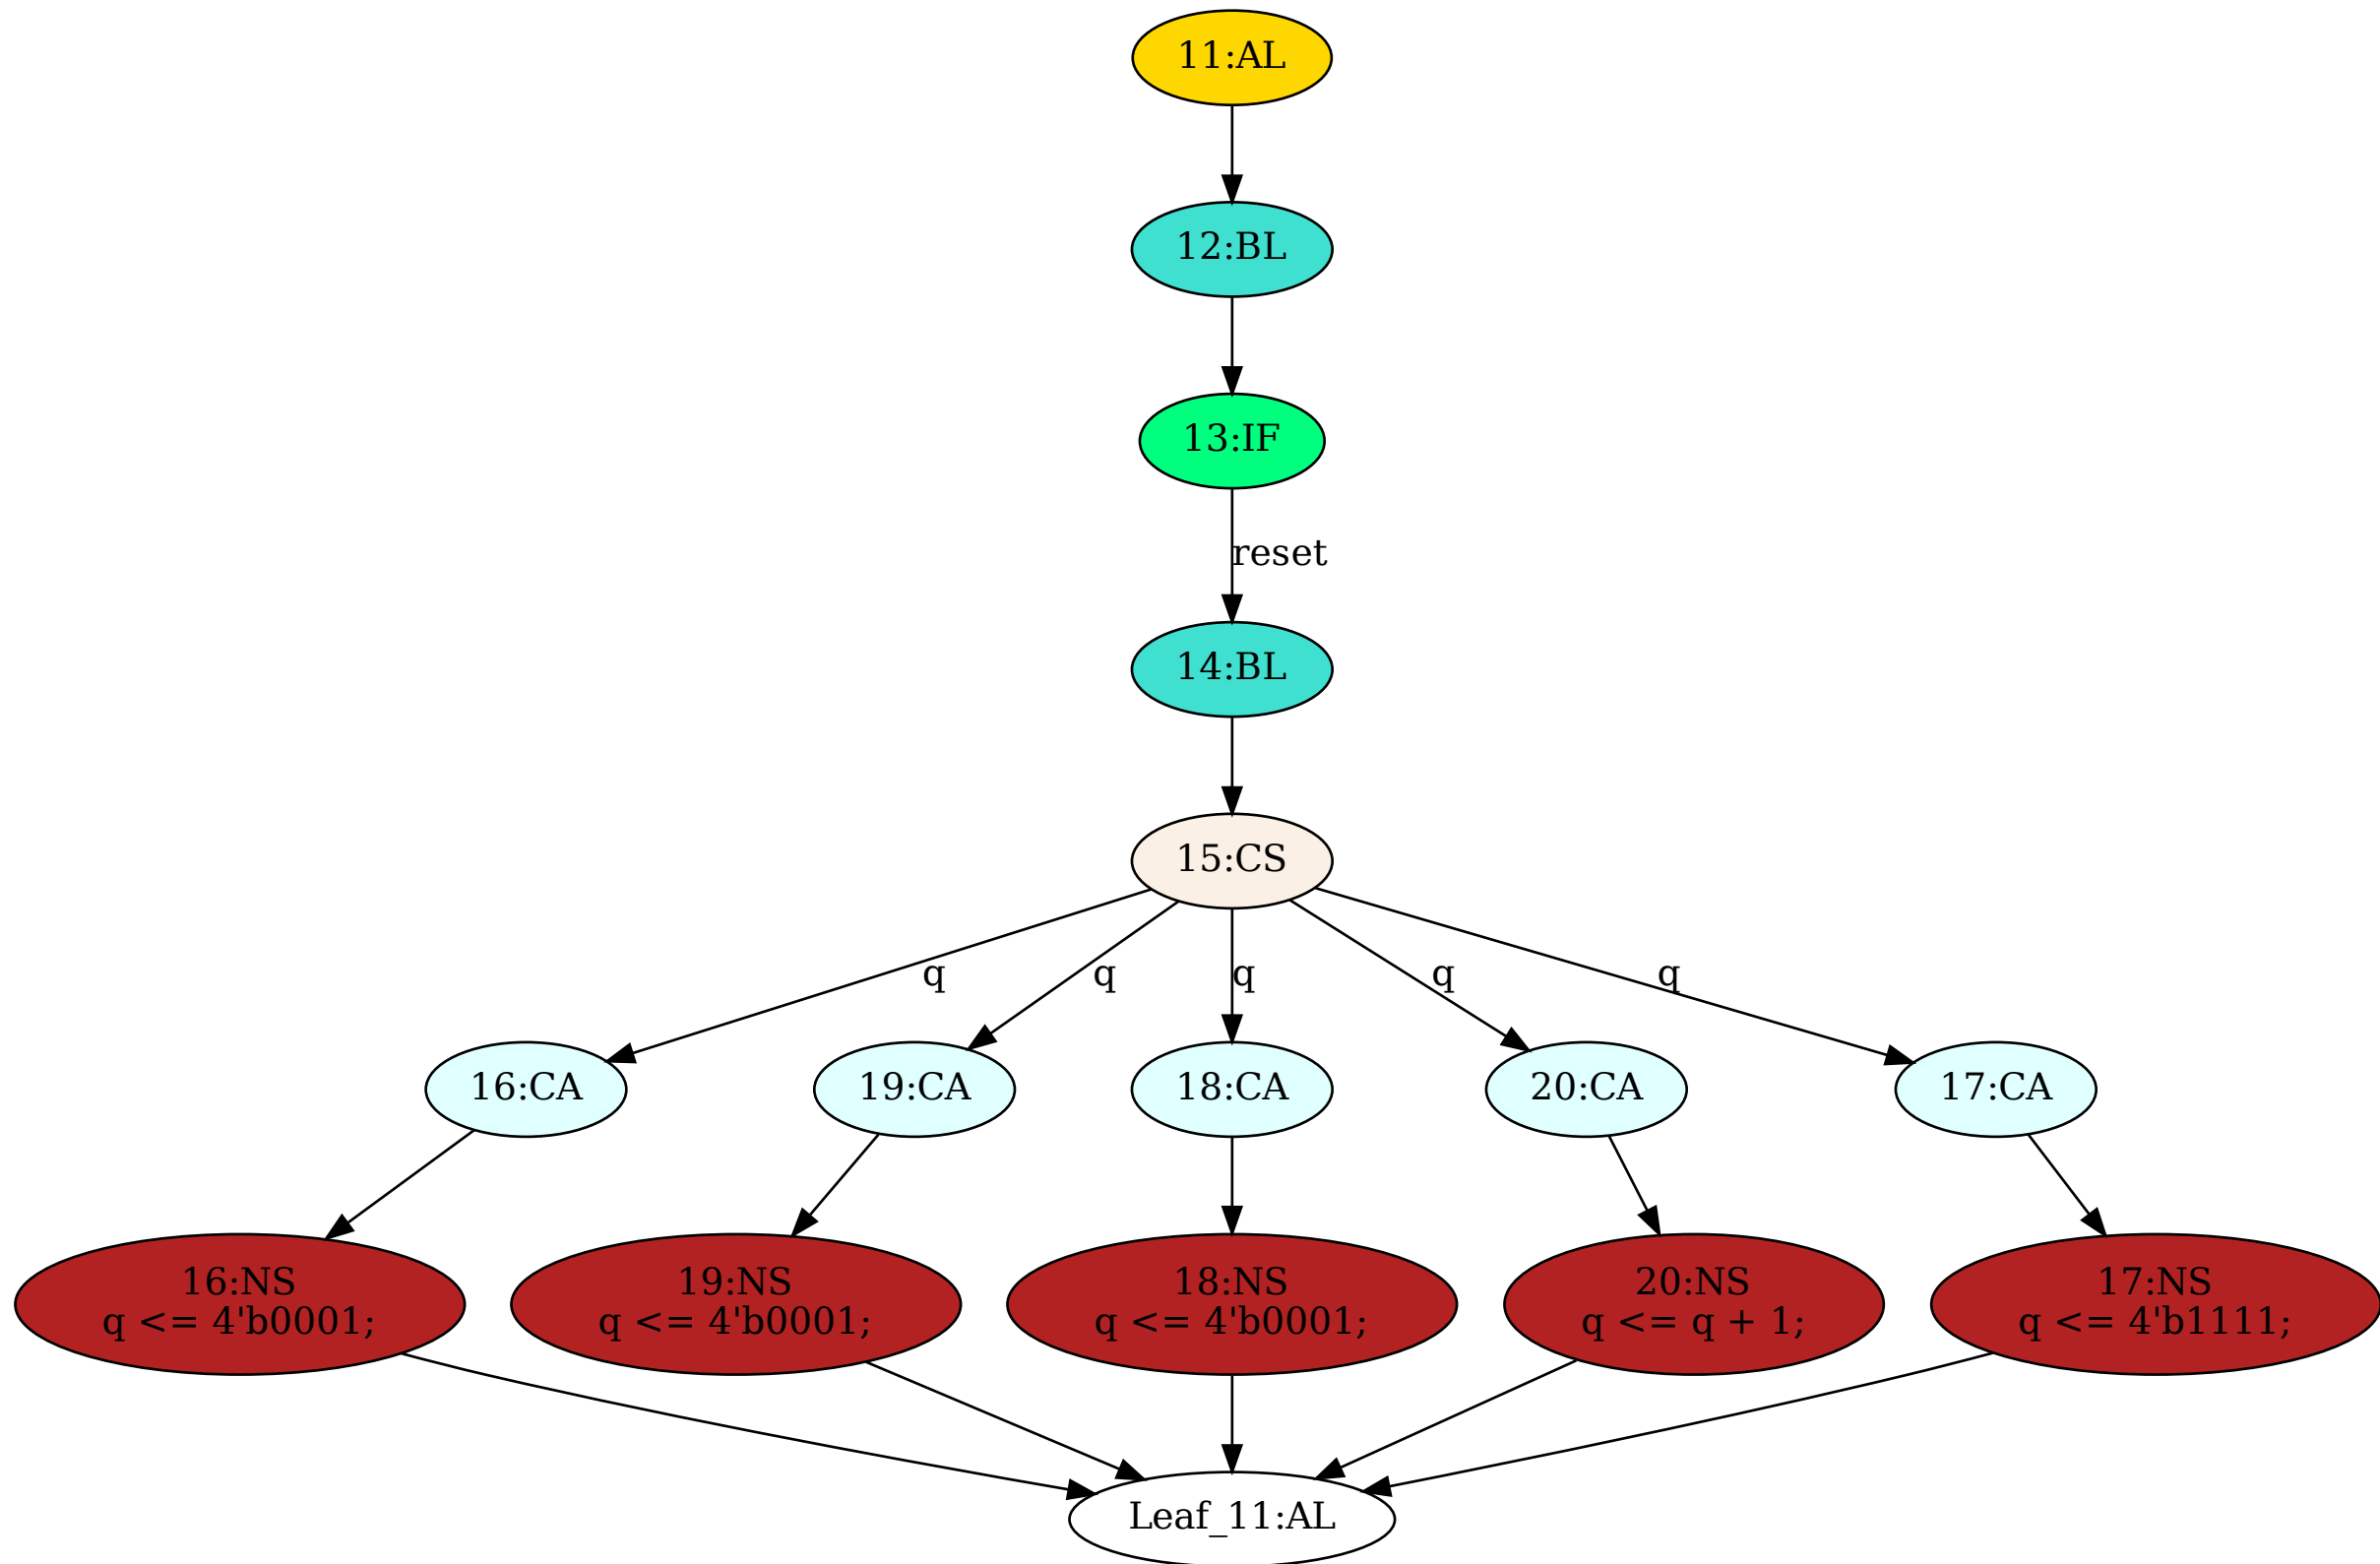 11:AL
12:BL
13:IF
reset
14:BL
15:CS
q
q
q
q
q
16:CA
19:CA
18:CA
20:CA
17:CA
16:NS
q <= 4'b0001;
19:NS
q <= 4'b0001;
18:NS
q <= 4'b0001;
20:NS
q <= q + 1;
17:NS
q <= 4'b1111;
Leaf_11:AL